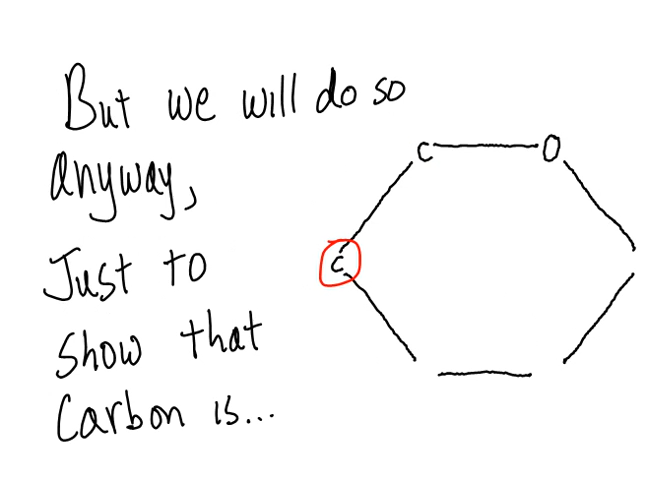 But we will do so
anyway,
Just to
show that
Carbon is...
C O
C